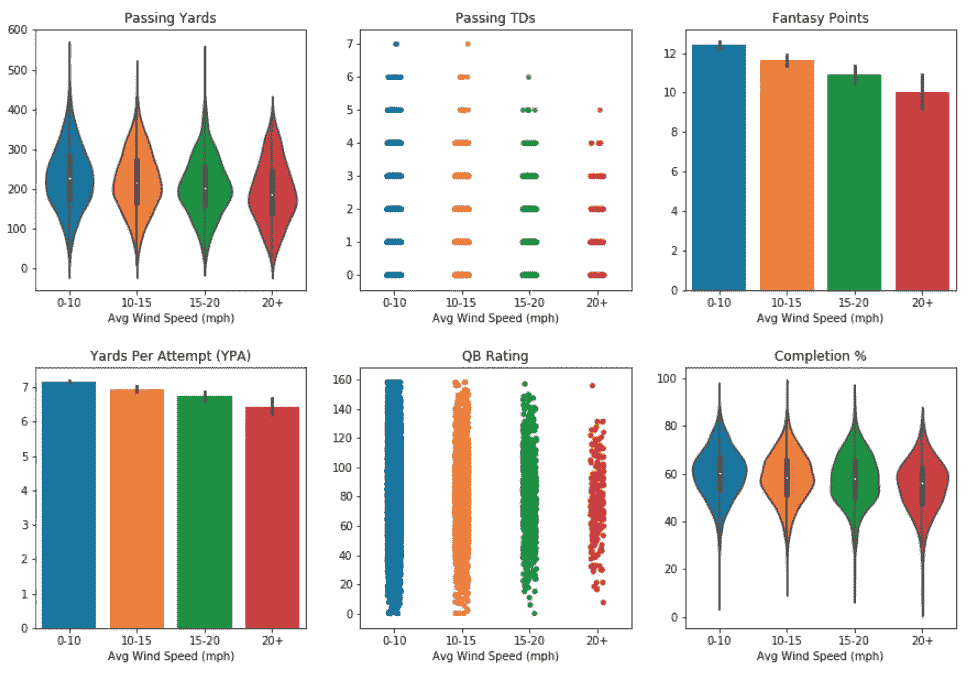 Passing Yards
600
500
400
300
200
100
0
0-10 10-15 15-20 20+
Avg Wind Speed (mph)
Passing TDs
7
6
5
4
3
2
1
0
0-10 10-15 15-20 20+
Avg Wind Speed (mph)
Fantasy Points
12
10
8
6
4
2
0
0-10 10-15 15-20 20+
Avg Wind Speed (mph)
Yards Per Attempt (YPA)
7
6
5
4
3
2
1
0
0-10 10-15 15-20 20+
Avg Wind Speed (mph)
QB Rating
160
140
120
100
80
60
40
20
0
0-10 10-15 15-20 20+
Avg Wind Speed (mph)
Completion %
100
80
60
40
20
0
0-10 10-15 15-20 20+
Avg Wind Speed (mph)